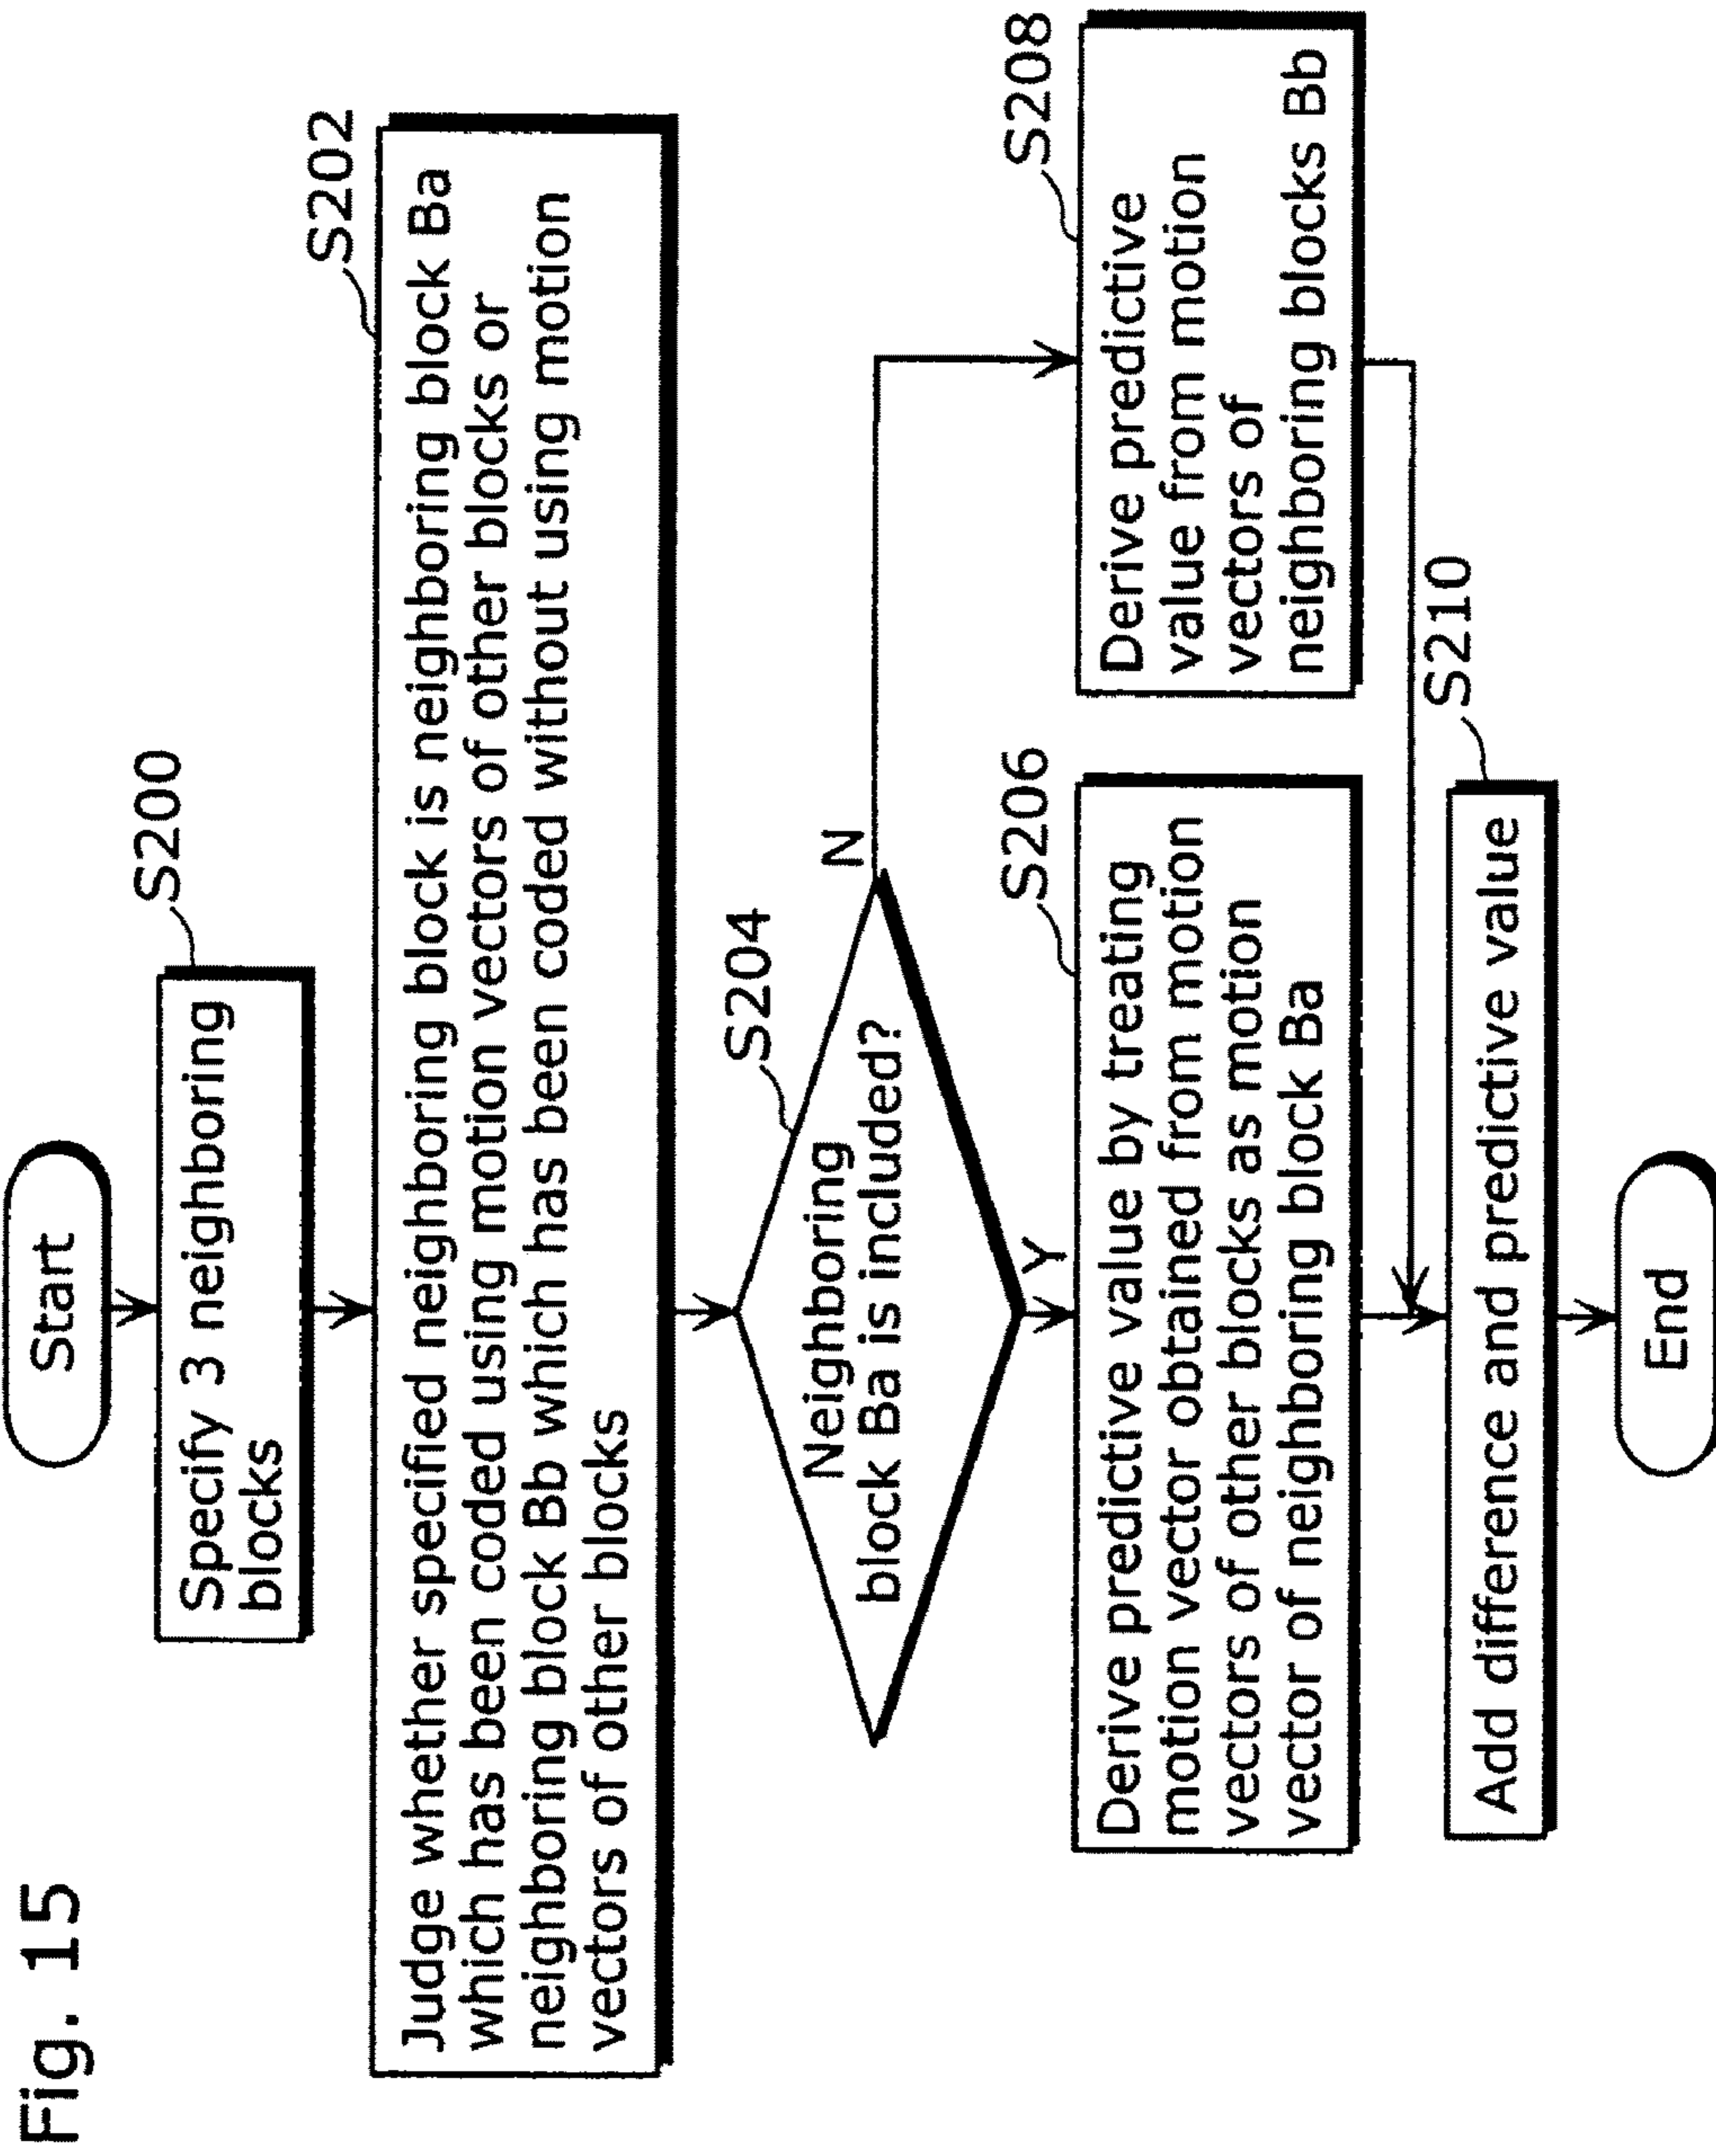 Fig. 15
Start
S200
Specify 3 neighboring
blocks
S202
Judge whether specified neighboring block is neighboring block Ba
which has been coded using motion vectors of other blocks or
neighboring block Bb which has been coded without using motion
vectors of other blocks
S204
Neighboring
block Ba is included?
N
Y
S206
Derive predictive value by treating
motion vector obtained from motion
vectors of other blocks as motion
vector of neighboring block Ba
S208
Derive predictive
value from motion
vectors of
neighboring blocks Bb
S210
Add difference and predictive value
End